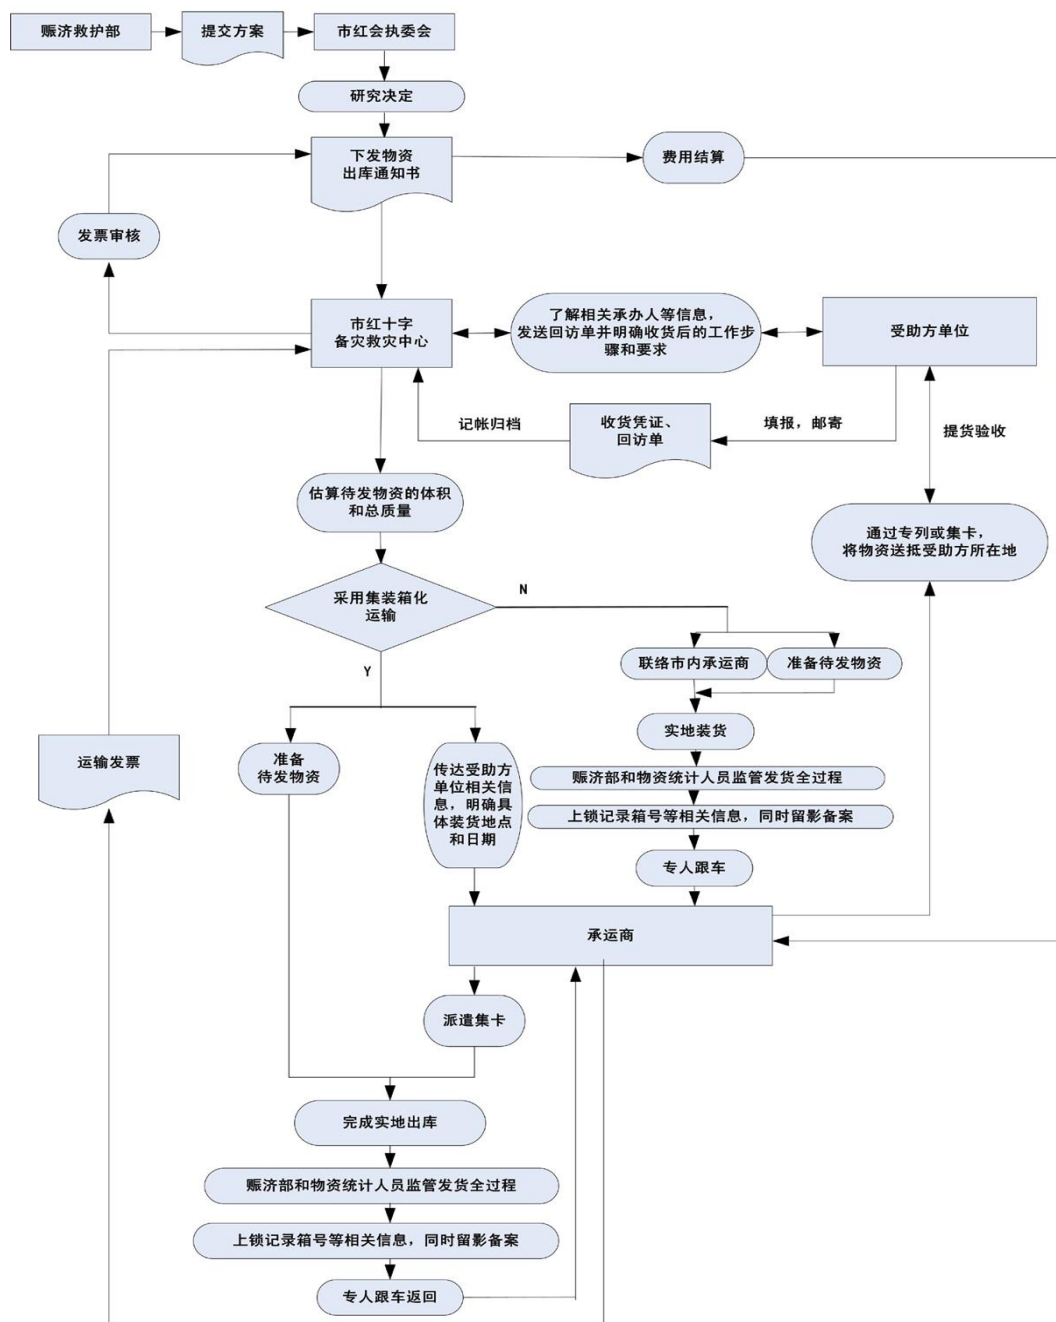 赈济救护部
提交方案
市红会执委会
研究决定
下发物资
出库通知书
费用结算
发票审核
市红十字
备灾救灾中心
了解相关承办人等信息，
发送回访单并明确收货后的工作步
骤和要求
受助方单位
记帐归档
收货凭证、
回访单
填报，邮寄
提货验收
估算待发物资的体积
和总质量
通过专列或集卡，
将物资送抵受助方所在地
采用集装箱化
运输
N
Y
联络市内承运商
准备待发物资
实地装货
运输发票
准备
待发物资
传达受助方
单位相关信
息，明确具
体装货地点
和日期
赈济部和物资统计人员监管发货全过程
上锁记录箱号等相关信息，同时留影备案
专人跟车
承运商
派遣集卡
完成实地出库
赈济部和物资统计人员监管发货全过程
上锁记录箱号等相关信息，同时留影备案
专人跟车返回